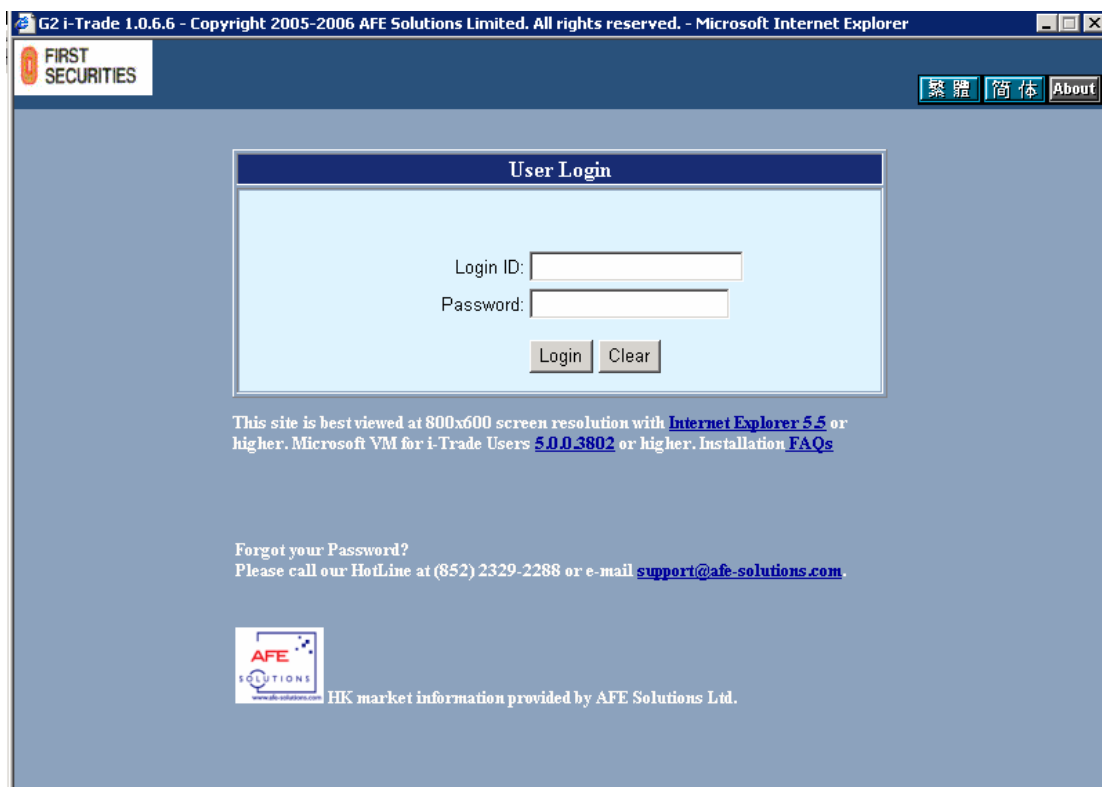 G2 i-Trade 1.0.6.6 - Copyright 2005-2006 AFE Solutions Limited. All rights reserved. - Microsoft Internet Explorer
FIRST
SECURITIES
繁體 简体 About
User Login
Login ID:
Password:
Login Clear
This site is best viewed at 800x600 screen resolution with Internet Explorer 5.5 or
higher. Microsoft VM for i-Trade Users 5.0.0.3802 or higher. Installation FAQs
Forgot your Password?
Please call our HotLine at (852) 2329-2288 or e-mail support@afe-solutions.com.
AFE
SOLUTIONS
www.afe-solutions.com
HK market information provided by AFE Solutions Ltd.